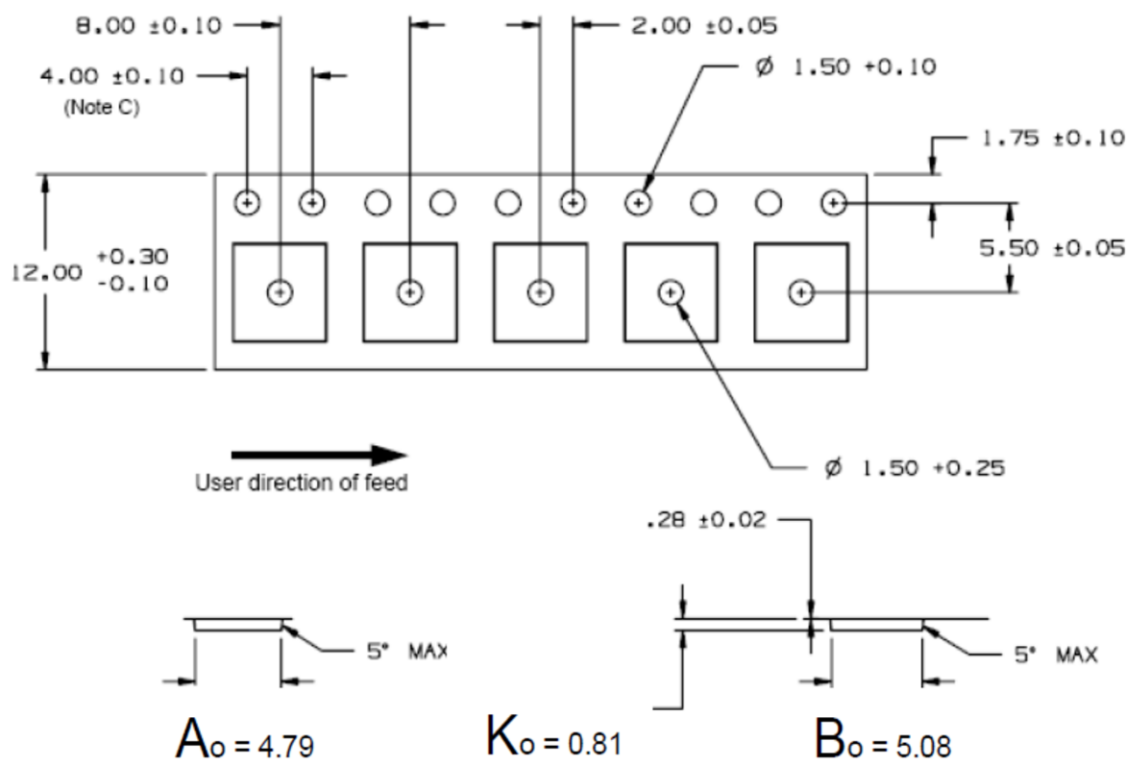 8.00 ±0.10
2.00 ±0.05
4.00 ±0.10
(Note C)
Ø 1.50 +0.10
1.75 ±0.10
12.00 +0.30
-0.10
5.50 ±0.05
User direction of feed
Ø 1.50 +0.25
.28 ±0.02
5° MAX
5° MAX
Ao = 4.79
Ko = 0.81
Bo = 5.08